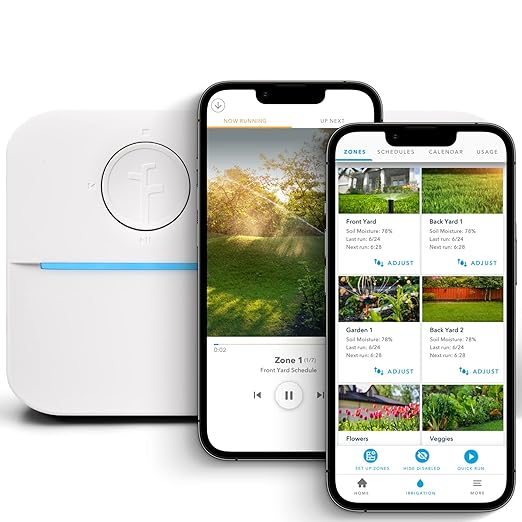 NOW RUNNING
UP NEXT
0:02
Zone 1 (1/7)
Front Yard Schedule
ZONES SCHEDULES CALENDAR USAGE
Front Yard
Soil Moisture: 78%
Last run: 6/24
Next run: 6:28
ADJUST
Back Yard 1
Soil Moisture: 78%
Last run: 6/24
Next run: 6:28
ADJUST
Garden 1
Soil Moisture: 78%
Last run: 6/24
Next run: 6:28
ADJUST
Back Yard 2
Soil Moisture: 78%
Last run: 6/24
Next run: 6:28
ADJUST
Flowers
Veggies
SET UP ZONES
HIDE DISABLED
QUICK RUN
HOME
IRRIGATION
MORE